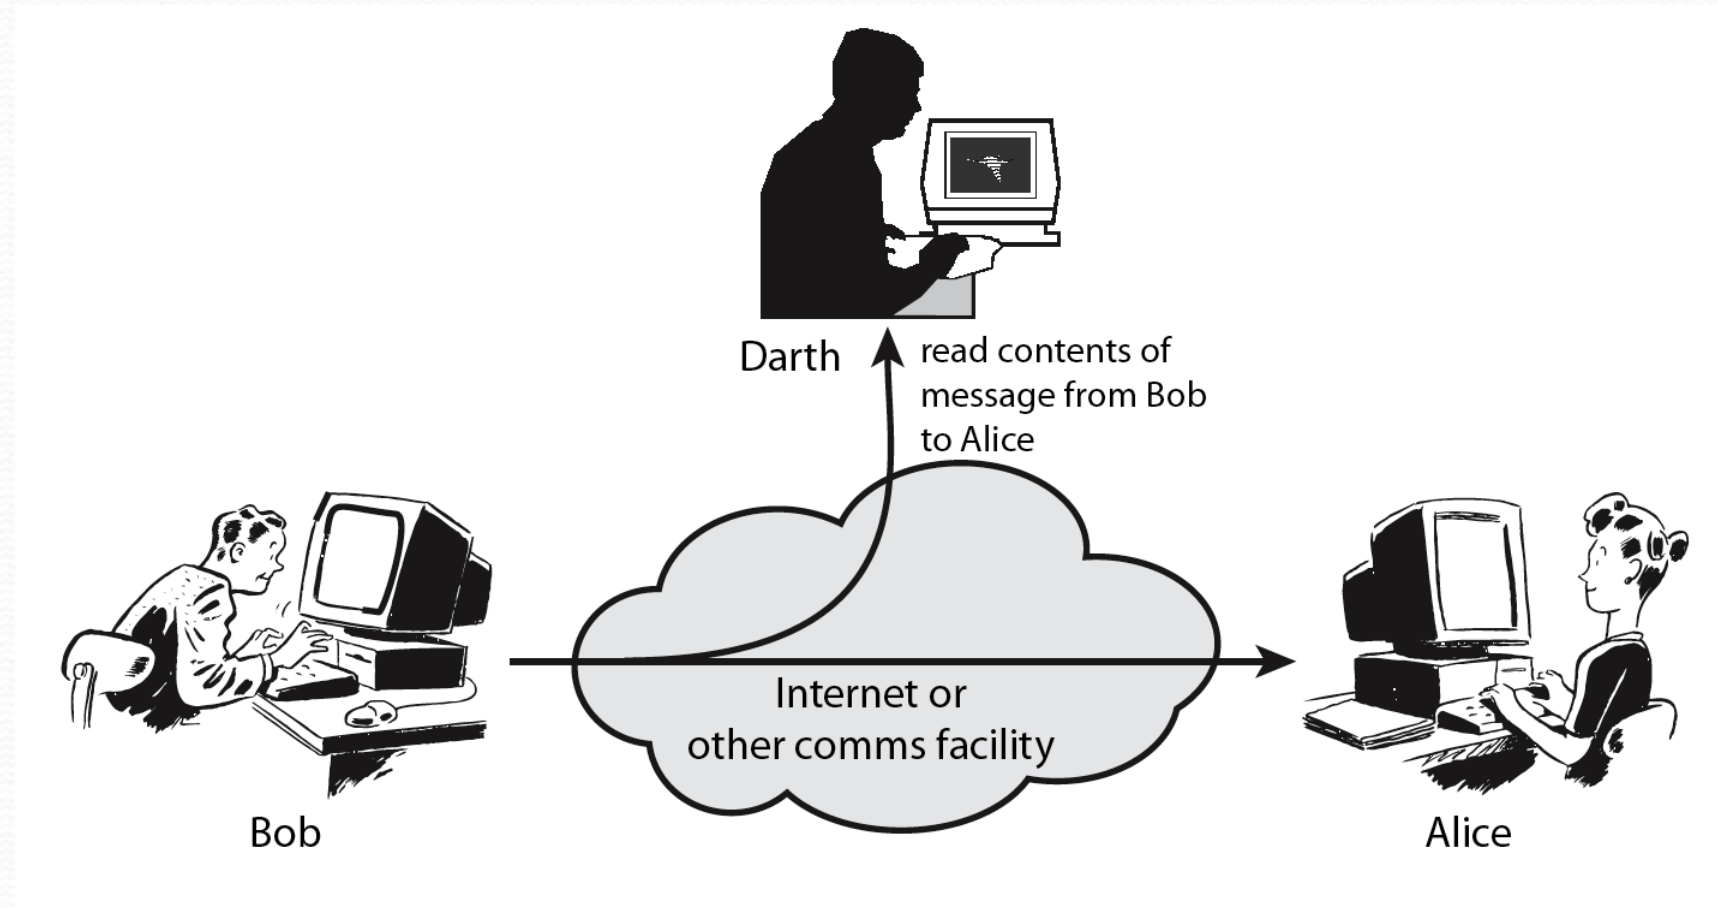 Darth
read contents of
message from Bob
to Alice
Internet or
other comms facility
Bob
Alice